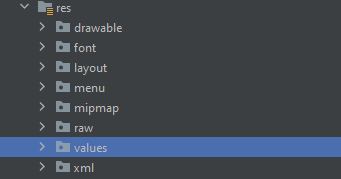 res
drawable
font
layout
menu
mipmap
raw
values
xml